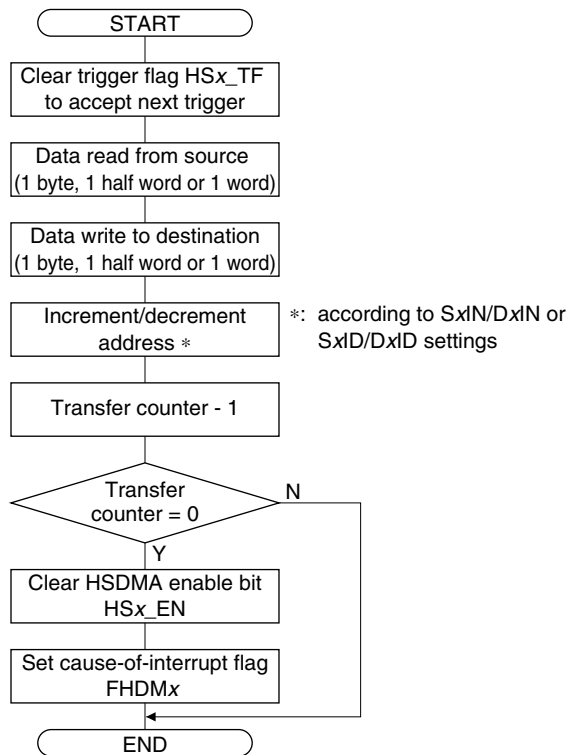 START
Clear trigger flag HSx_TF
to accept next trigger
Data read from source
(1 byte, 1 half word or 1 word)
Data write to destination
(1 byte, 1 half word or 1 word)
Increment/decrement
address *
*: according to SxIN/DxIN or
SxID/DxID settings
Transfer counter - 1
Transfer
counter = 0
N
Y
Clear HSDMA enable bit
HSx_EN
Set cause-of-interrupt flag
FHDMx
END